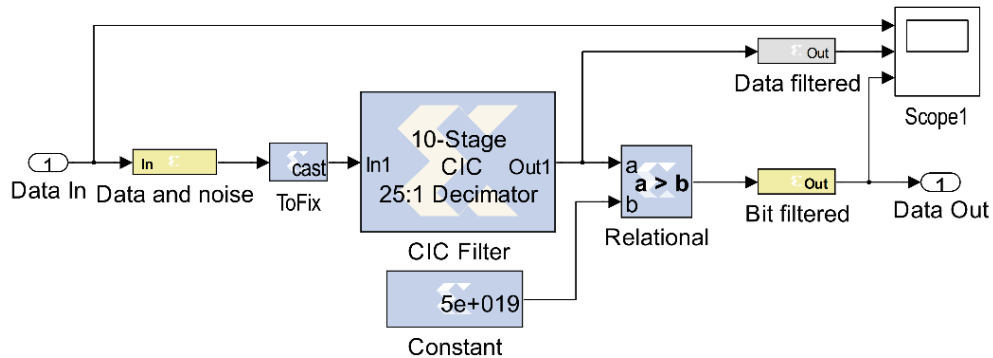 Out
Data filtered
Scope1
1
Data In
In
Data and noise
cast
ToFix
In1
10-Stage
CIC
25:1 Decimator
Out1
CIC Filter
a
b
a > b
Relational
Out
Bit filtered
1
Data Out
5e+019
Constant